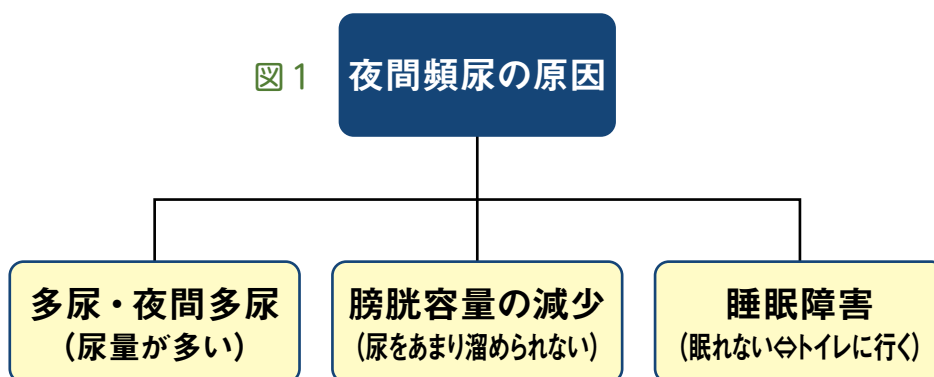 図1
夜間頻尿の原因
多尿・夜間多尿
(尿量が多い)
膀胱容量の減少
(尿をあまり溜められない)
睡眠障害
(眠れない⇔トイレに行く)